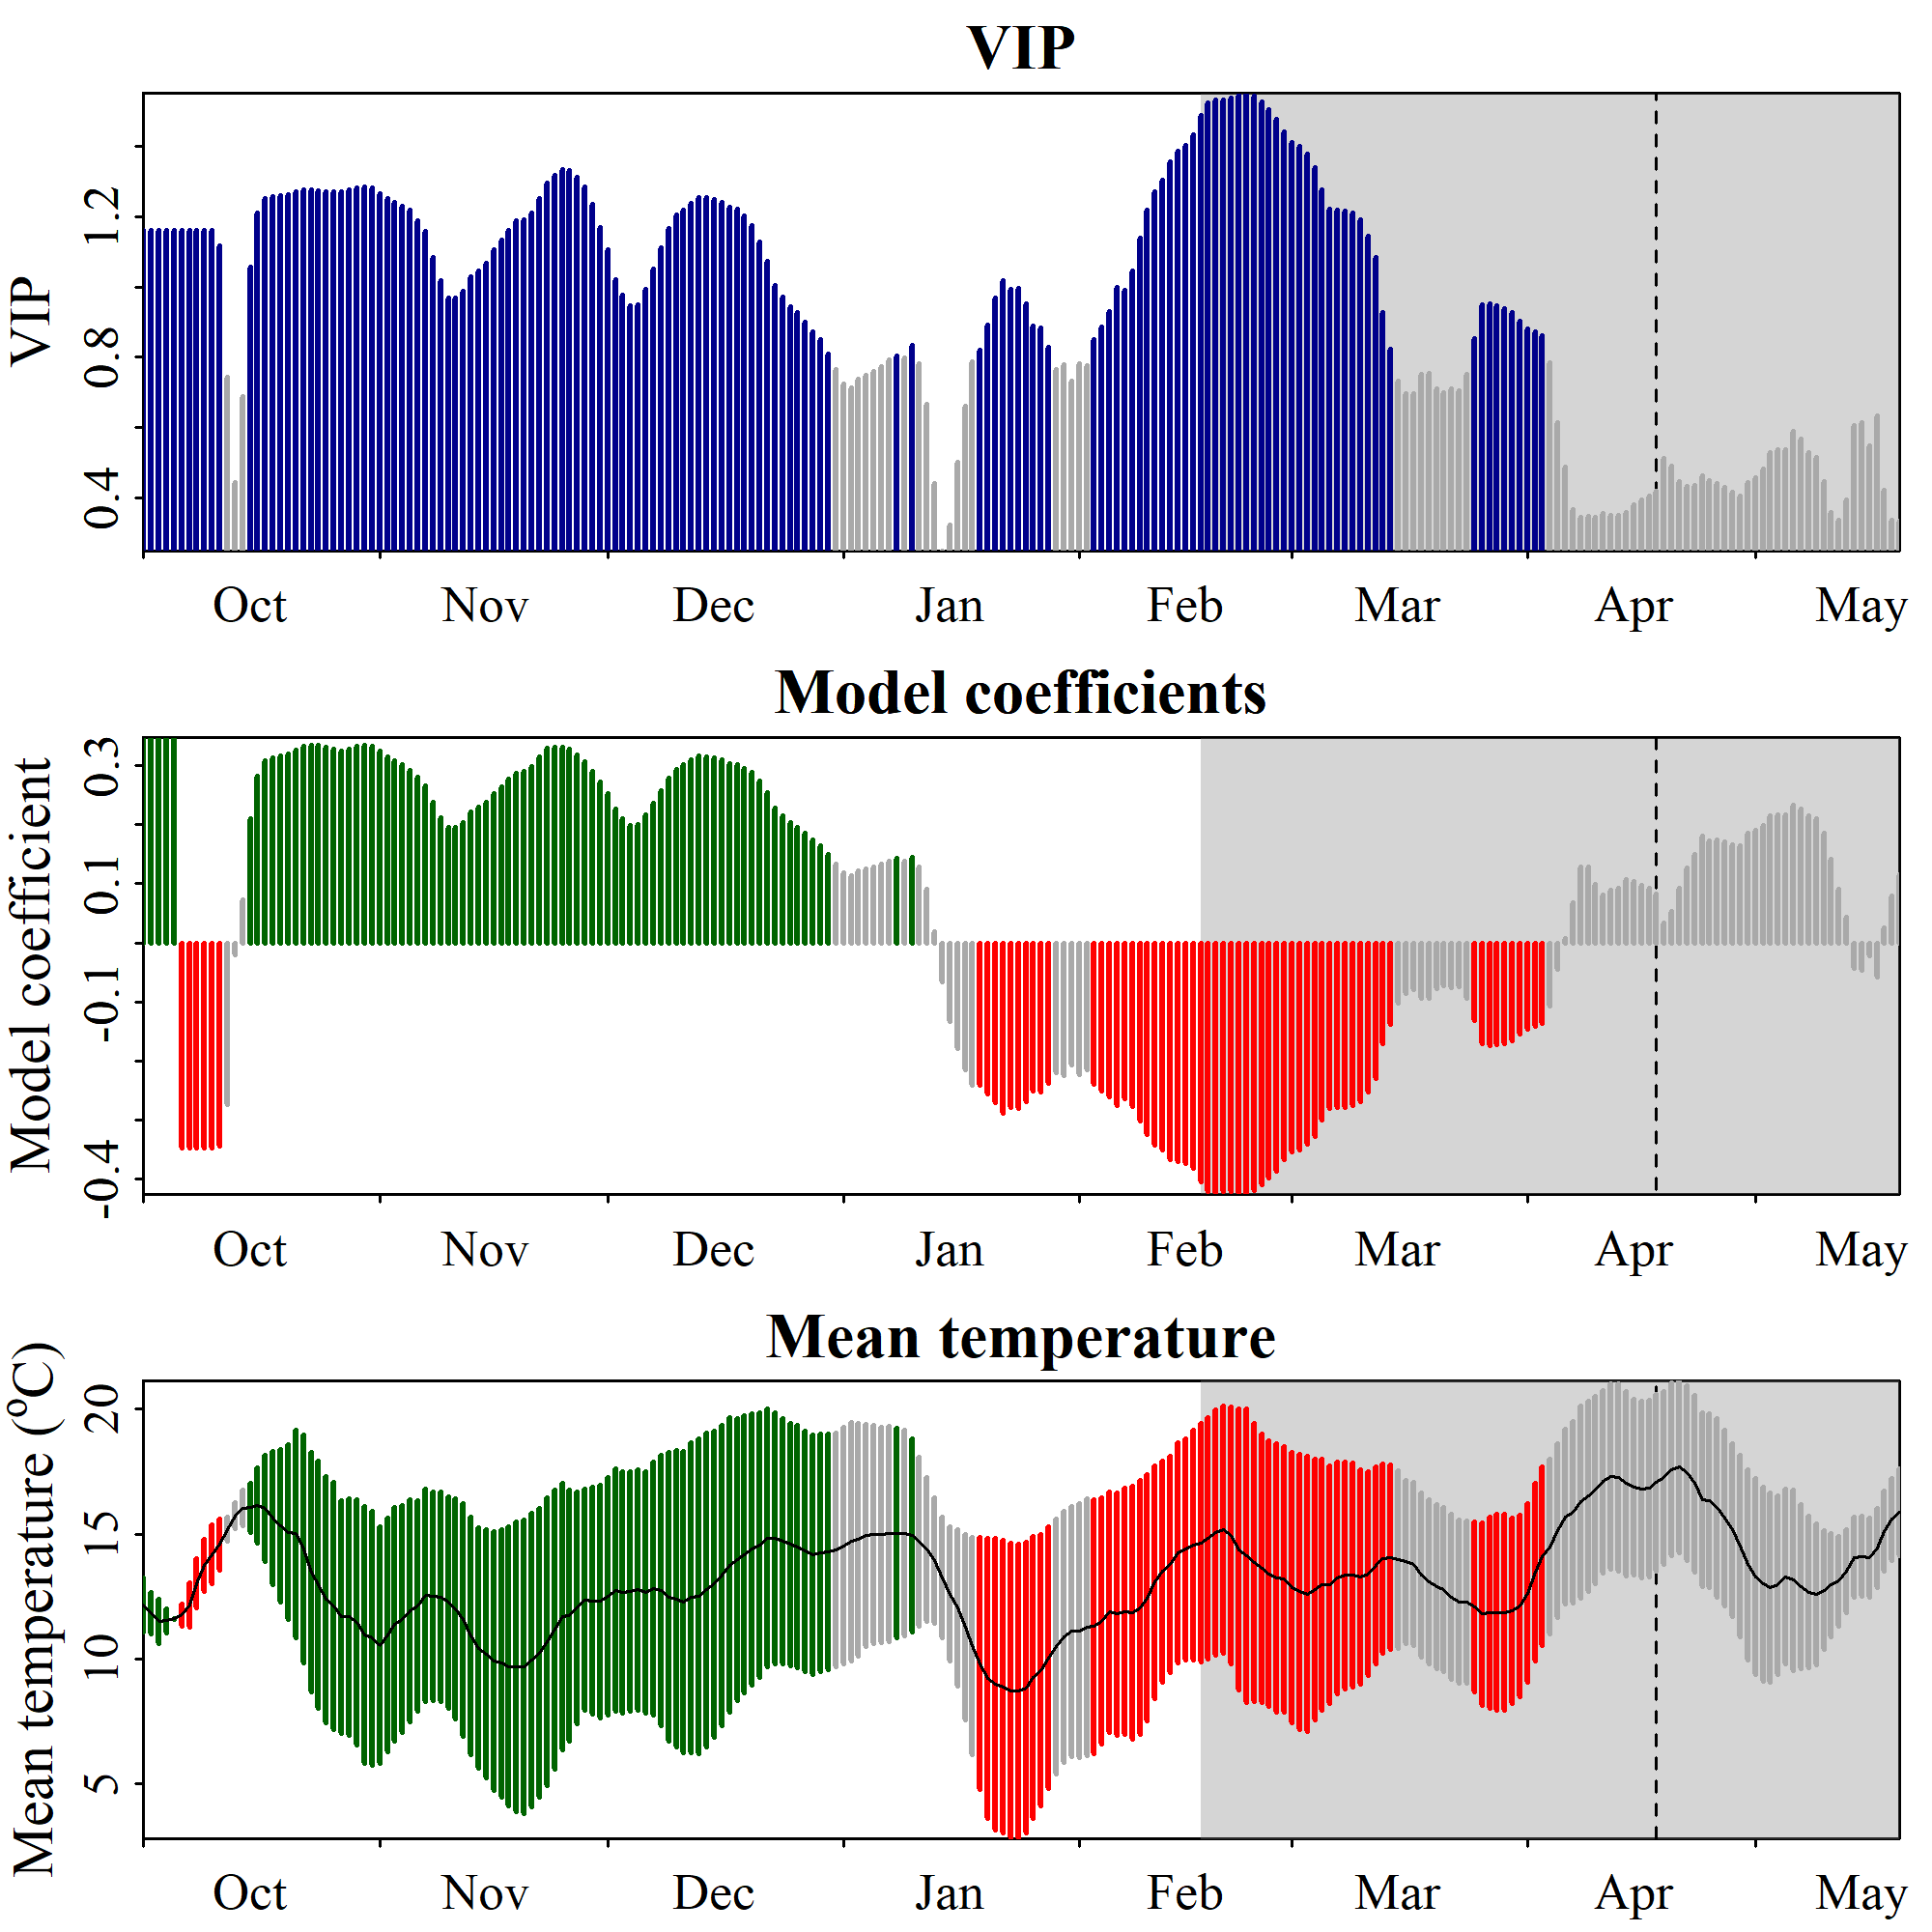 VIP
VIP
1.2
0.8
0.4
Oct Nov Dec Jan Feb Mar Apr May
Model coefficients
Model coefficient
0.3
0.1
-0.1
-0.4
Oct Nov Dec Jan Feb Mar Apr May
Mean temperature
Mean temperature (°C)
20
15
10
5
Oct Nov Dec Jan Feb Mar Apr May